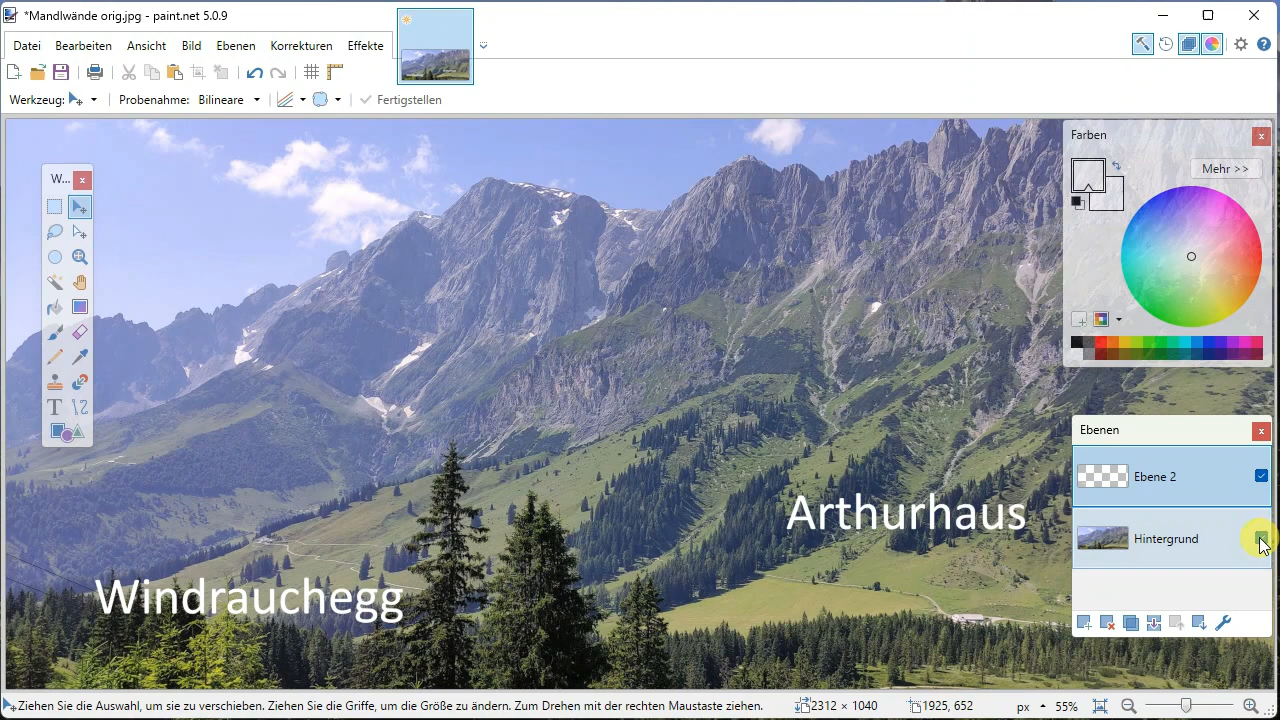 *Mandlwände orig.jpg - paint.net 5.0.9
Datei Bearbeiten Ansicht Bild Ebenen Korrekturen Effekte
Werkzeug: Probenahme: Bilineare Fertigstellen
W...
Farben
Mehr >>
Ebenen
Ebene 2
Hintergrund
Arthurhaus
Windrauchegg
Ziehen Sie die Auswahl, um sie zu verschieben. Ziehen Sie die Griffe, um die Größe zu ändern. Zum Drehen mit der rechten Maustaste ziehen. 2312 × 1040 1925, 652 px 55%